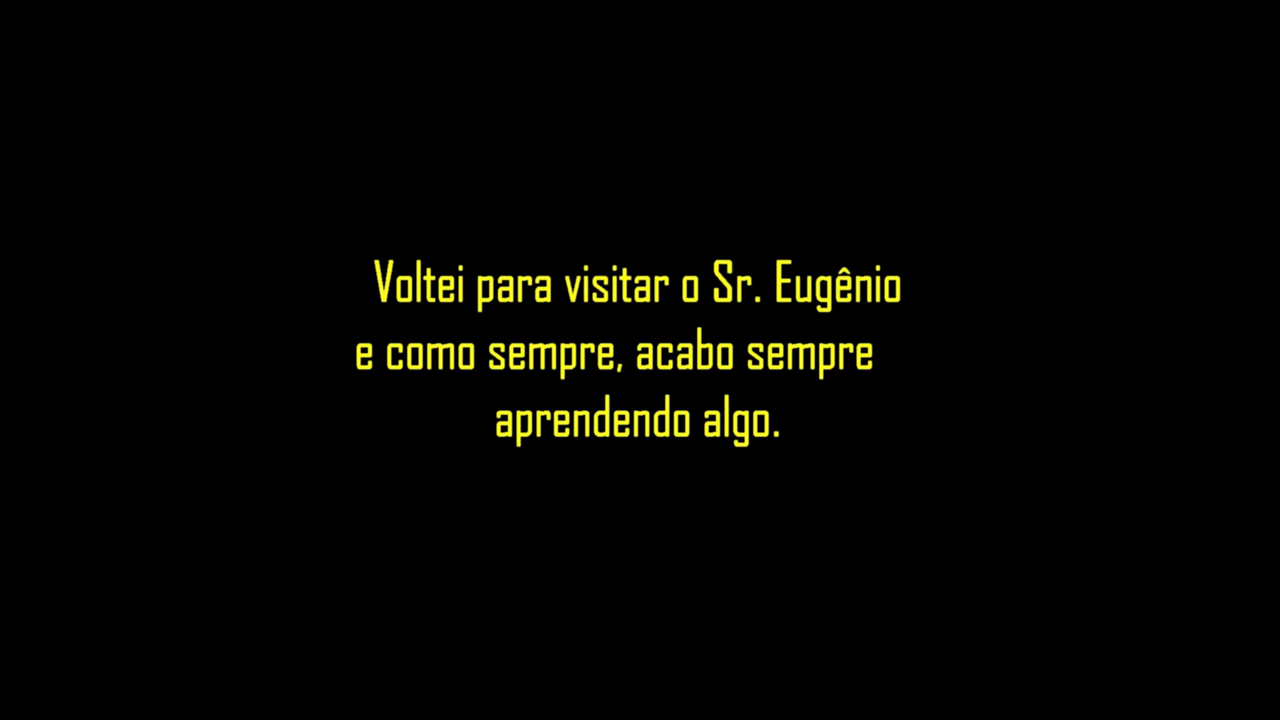 Voltei para visitar o Sr. Eugênio
e como sempre, acabo sempre
aprendendo algo.